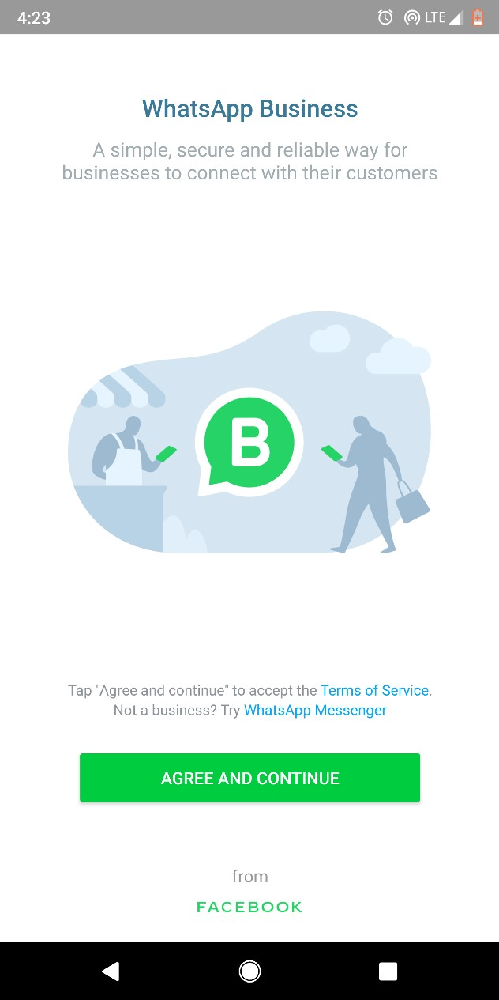 4:23
LTE
WhatsApp Business
A simple, secure and reliable way for
businesses to connect with their customers
B
Tap "Agree and continue" to accept the Terms of Service.
Not a business? Try WhatsApp Messenger
AGREE AND CONTINUE
from
FACEBOOK